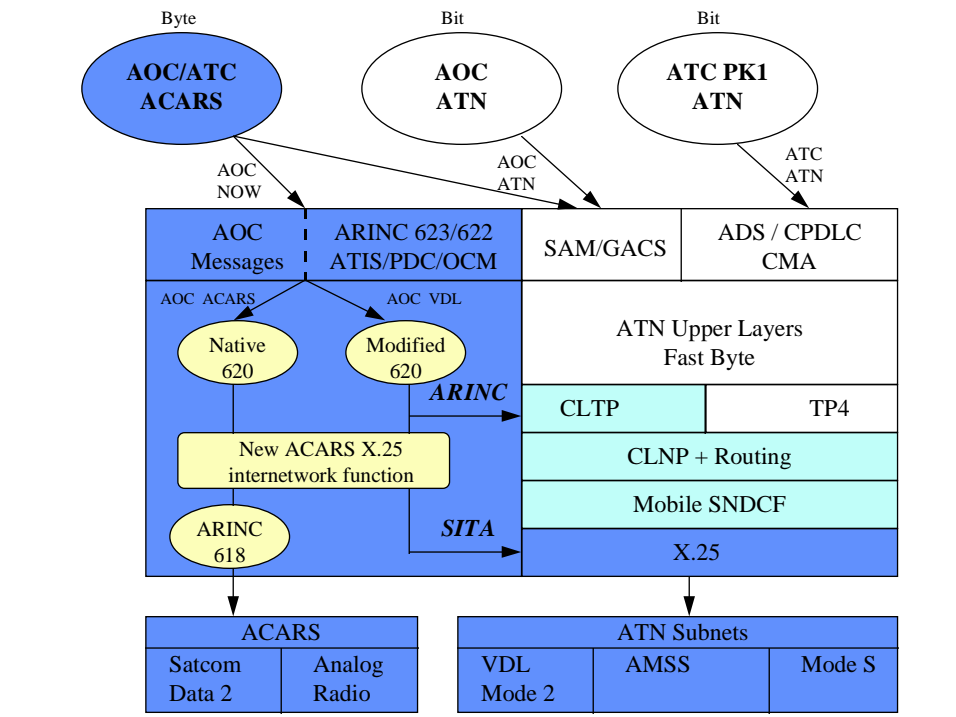 Byte
Bit
Bit
AOC/ATC
ACARS
AOC
ATN
ATC PK1
ATN
AOC
NOW
AOC
ATN
ATC
ATN
AOC
Messages
ARINC 623/622
ATIS/PDC/OCM
SAM/GACS
ADS / CPDLC
CMA
AOC ACARS
AOC VDL
Native
620
Modified
620
ATN Upper Layers
Fast Byte
ARINC
CLTP
TP4
New ACARS X.25
internetwork function
CLNP + Routing
Mobile SNDCF
ARINC
618
SITA
X.25
ACARS
Satcom
Data 2
Analog
Radio
ATN Subnets
VDL
Mode 2
AMSS
Mode S